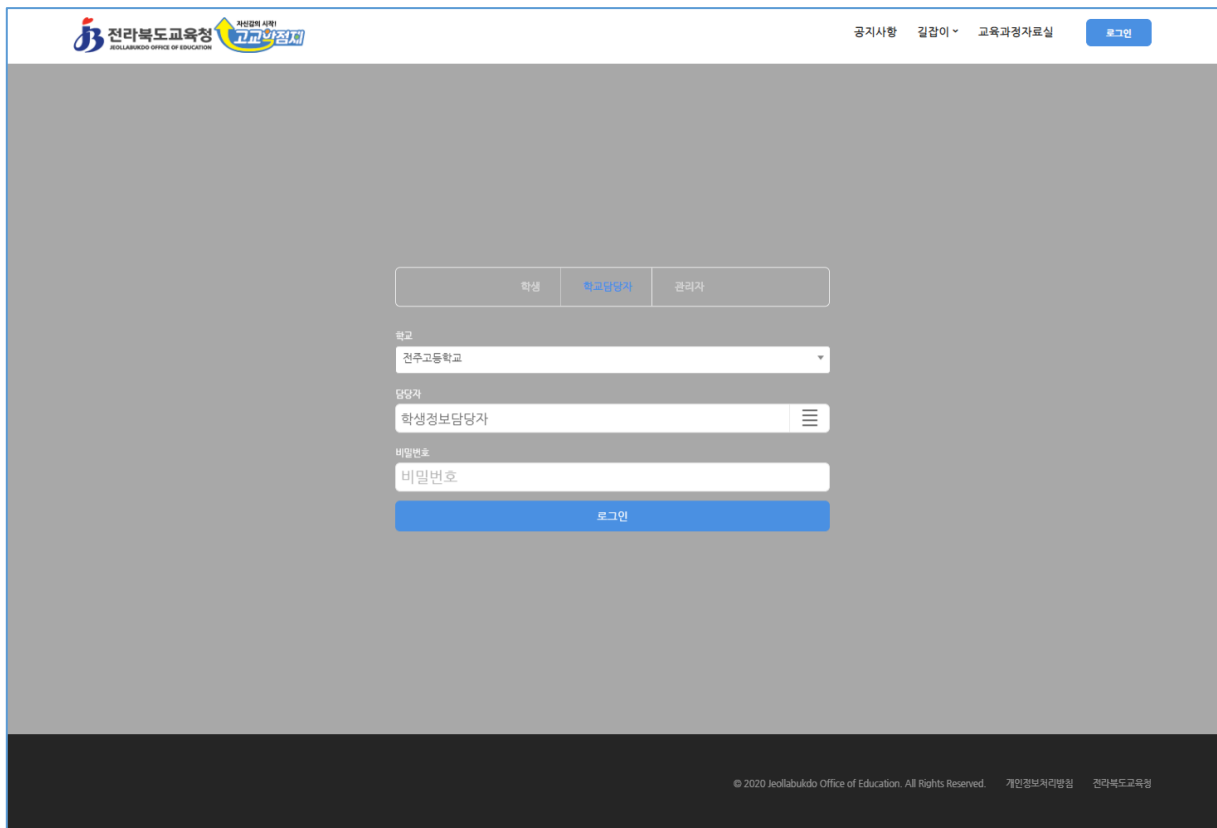 전라북도교육청
JEOLLABUKDO OFFICE OF EDUCATION
자신감의 시작!
고교학점제
공지사항 길잡이 교육과정자료실 로그인
학생 학교담당자 관리자
학교
전주고등학교
담당자
학생정보담당자
비밀번호
비밀번호
로그인
© 2020 Jeollabukdo Office of Education. All Rights Reserved. 개인정보처리방침 전라북도교육청